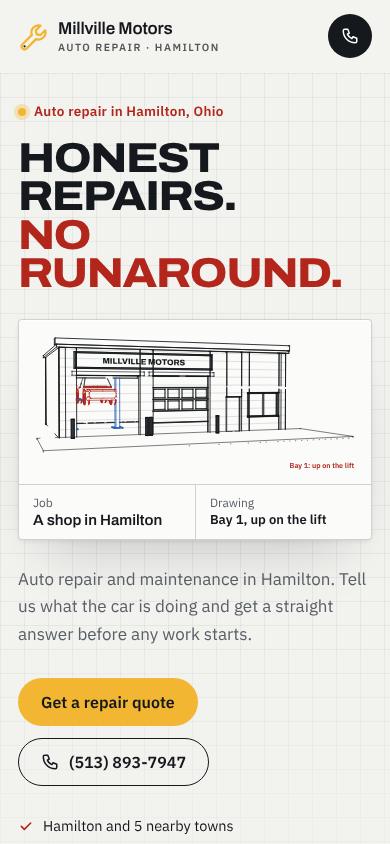 Millville Motors
AUTO REPAIR · HAMILTON
Auto repair in Hamilton, Ohio
HONEST
REPAIRS.
NO
RUNAROUND.
MILLVILLE MOTORS
Bay 1: up on the lift
Job
A shop in Hamilton
Drawing
Bay 1, up on the lift
Auto repair and maintenance in Hamilton. Tell
us what the car is doing and get a straight
answer before any work starts.
Get a repair quote
(513) 893-7947
Hamilton and 5 nearby towns